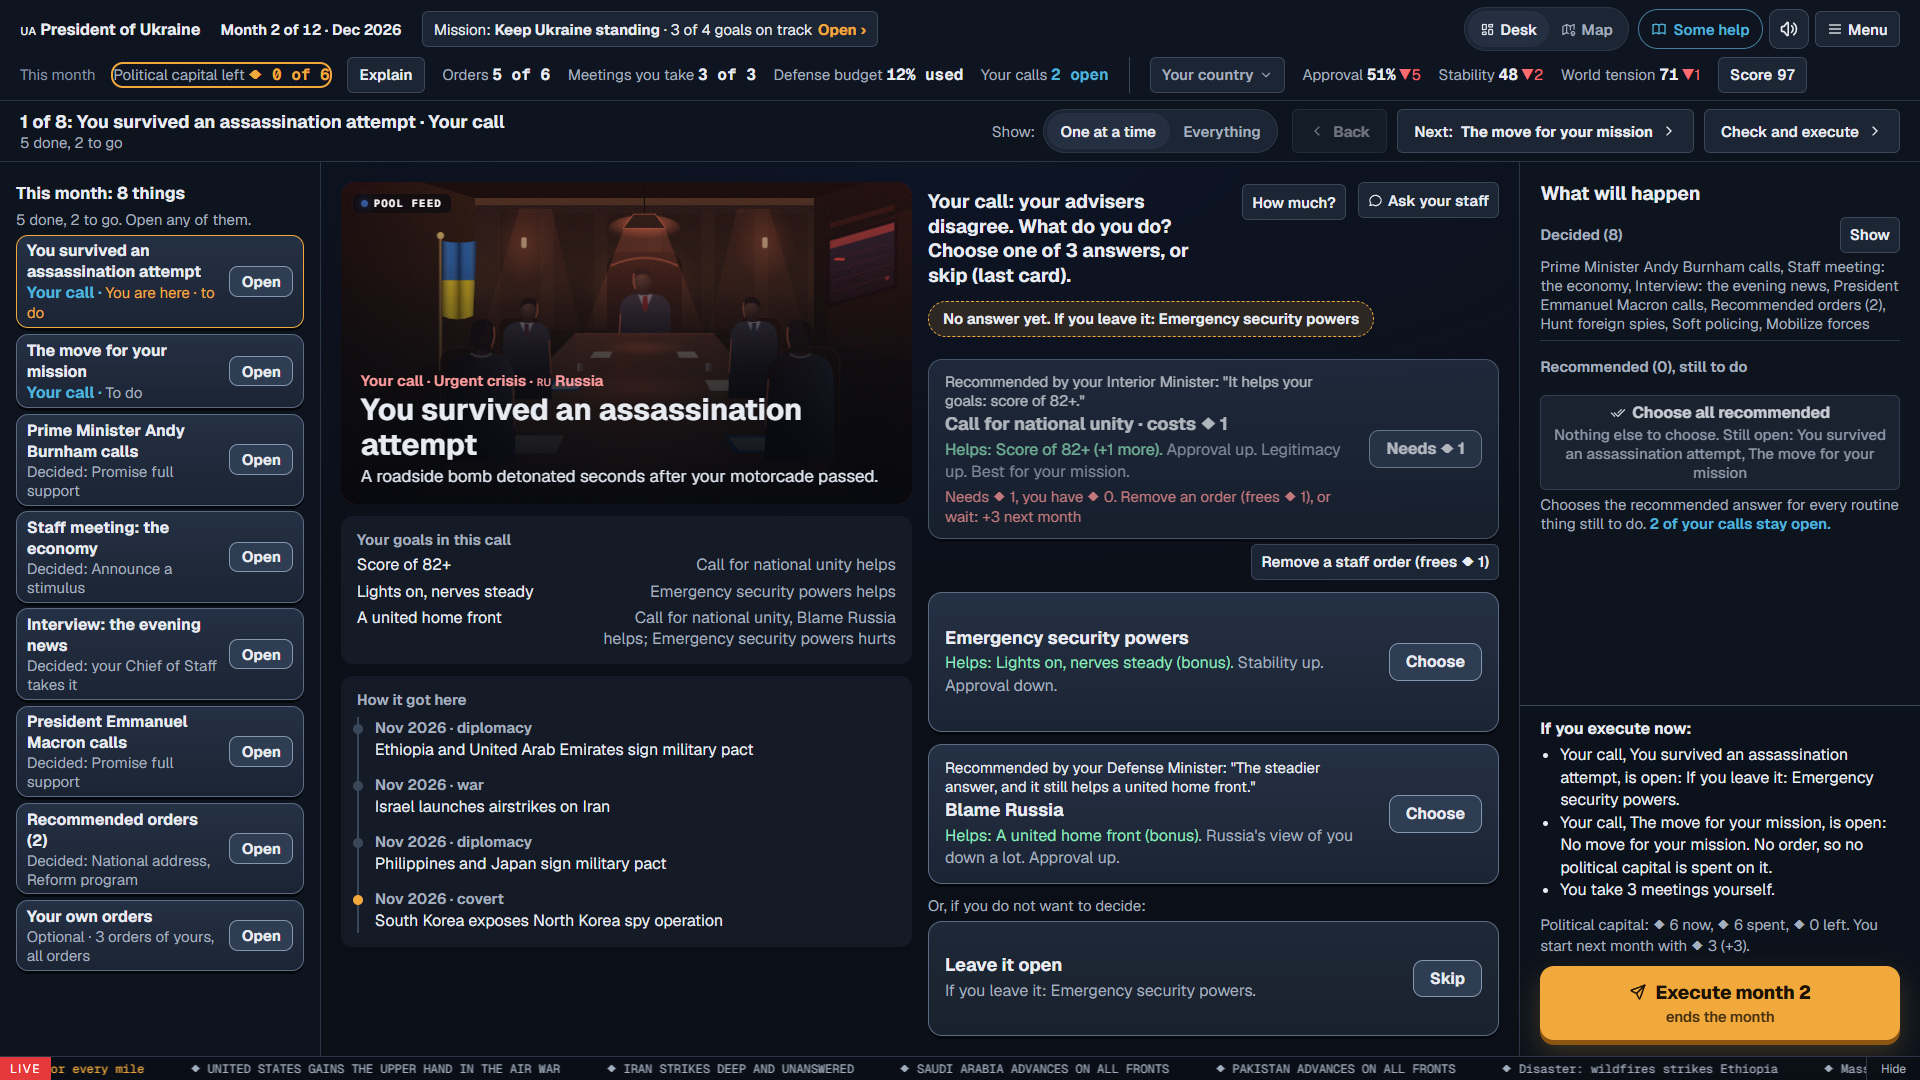 UA President of Ukraine
Month 2 of 12 · Dec 2026
Mission: Keep Ukraine standing · 3 of 4 goals on track Open ›
Desk
Map
Some help
Menu
This month
Political capital left ◆ 0 of 6
Explain
Orders 5 of 6
Meetings you take 3 of 3
Defense budget 12% used
Your calls 2 open
Your country
Approval 51% ▼5
Stability 48 ▼2
World tension 71 ▼1
Score 97
1 of 8: You survived an assassination attempt · Your call
5 done, 2 to go
Show:
One at a time
Everything
Back
Next: The move for your mission
Check and execute
This month: 8 things
5 done, 2 to go. Open any of them.
You survived an
assassination attempt
Your call · You are here · to
do
Open
The move for your
mission
Your call · To do
Open
Prime Minister Andy
Burnham calls
Decided: Promise full
support
Open
Staff meeting: the
economy
Decided: Announce a
stimulus
Open
Interview: the evening
news
Decided: your Chief of Staff
takes it
Open
President Emmanuel
Macron calls
Decided: Promise full
support
Open
Recommended orders
(2)
Decided: National address,
Reform program
Open
Your own orders
Optional · 3 orders of yours,
all orders
Open
POOL FEED
Your call · Urgent crisis · RU Russia
You survived an assassination
attempt
A roadside bomb detonated seconds after your motorcade passed.
Your goals in this call
Score of 82+
Call for national unity helps
Lights on, nerves steady
Emergency security powers helps
A united home front
Call for national unity, Blame Russia
helps; Emergency security powers hurts
How it got here
Nov 2026 · diplomacy
Ethiopia and United Arab Emirates sign military pact
Nov 2026 · war
Israel launches airstrikes on Iran
Nov 2026 · diplomacy
Philippines and Japan sign military pact
Nov 2026 · covert
South Korea exposes North Korea spy operation
Your call: your advisers
disagree. What do you do?
Choose one of 3 answers, or
skip (last card).
How much?
Ask your staff
No answer yet. If you leave it: Emergency security powers
Recommended by your Interior Minister: "It helps your
goals: score of 82+."
Call for national unity · costs ◆ 1
Helps: Score of 82+ (+1 more). Approval up. Legitimacy
up. Best for your mission.
Needs ◆ 1, you have ◆ 0. Remove an order (frees ◆ 1), or
wait: +3 next month
Needs ◆ 1
Remove a staff order (frees ◆ 1)
Emergency security powers
Helps: Lights on, nerves steady (bonus). Stability up.
Approval down.
Choose
Recommended by your Defense Minister: "The steadier
answer, and it still helps a united home front."
Blame Russia
Helps: A united home front (bonus). Russia's view of you
down a lot. Approval up.
Choose
Or, if you do not want to decide:
Leave it open
If you leave it: Emergency security powers.
Skip
What will happen
Decided (8)
Show
Prime Minister Andy Burnham calls, Staff meeting:
the economy, Interview: the evening news, President
Emmanuel Macron calls, Recommended orders (2),
Hunt foreign spies, Soft policing, Mobilize forces
Recommended (0), still to do
Choose all recommended
Nothing else to choose. Still open: You survived
an assassination attempt, The move for your
mission
Chooses the recommended answer for every routine
thing still to do. 2 of your calls stay open.
If you execute now:
• Your call, You survived an assassination
attempt, is open: If you leave it: Emergency
security powers.
• Your call, The move for your mission, is open:
No move for your mission. No order, so no
political capital is spent on it.
• You take 3 meetings yourself.
Political capital: ◆ 6 now, ◆ 6 spent, ◆ 0 left. You
start next month with ◆ 3 (+3).
Execute month 2
ends the month
LIVE
or every mile ◆ UNITED STATES GAINS THE UPPER HAND IN THE AIR WAR ◆ IRAN STRIKES DEEP AND UNANSWERED ◆ SAUDI ARABIA ADVANCES ON ALL FRONTS ◆ PAKISTAN ADVANCES ON ALL FRONTS ◆ Disaster: wildfires strikes Ethiopia ◆
Hide